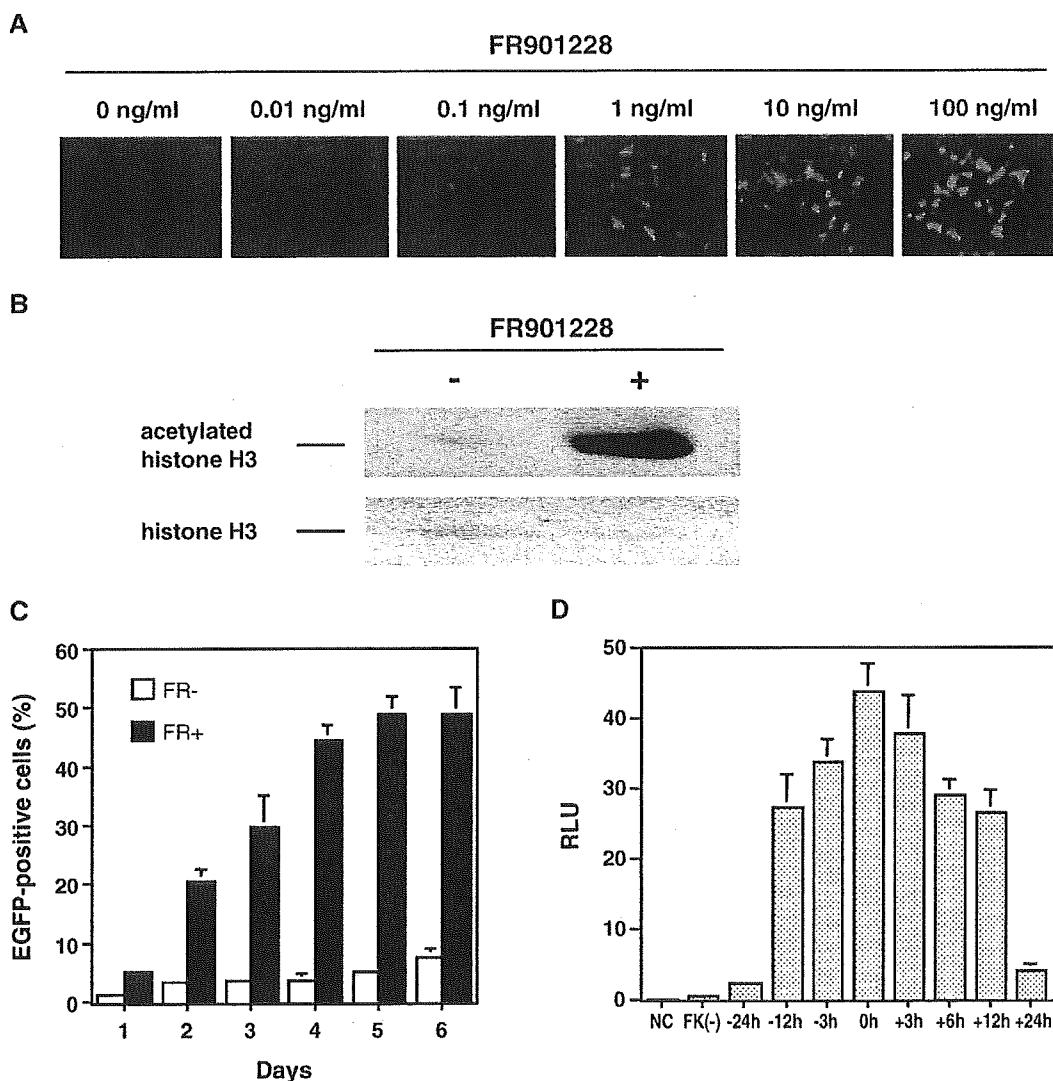 A
FR901228
0 ng/ml 0.01 ng/ml 0.1 ng/ml 1 ng/ml 10 ng/ml 100 ng/ml
B
FR901228
- +
acetylated
histone H3
histone H3
C
60
50
40
30
20
10
0
EGFP-positive cells (%)
FR-
FR+
1 2 3 4 5 6
Days
D
50
40
30
20
10
0
RLU
NC FK(-) -24h -12h -3h 0h +3h +6h +12h +24h